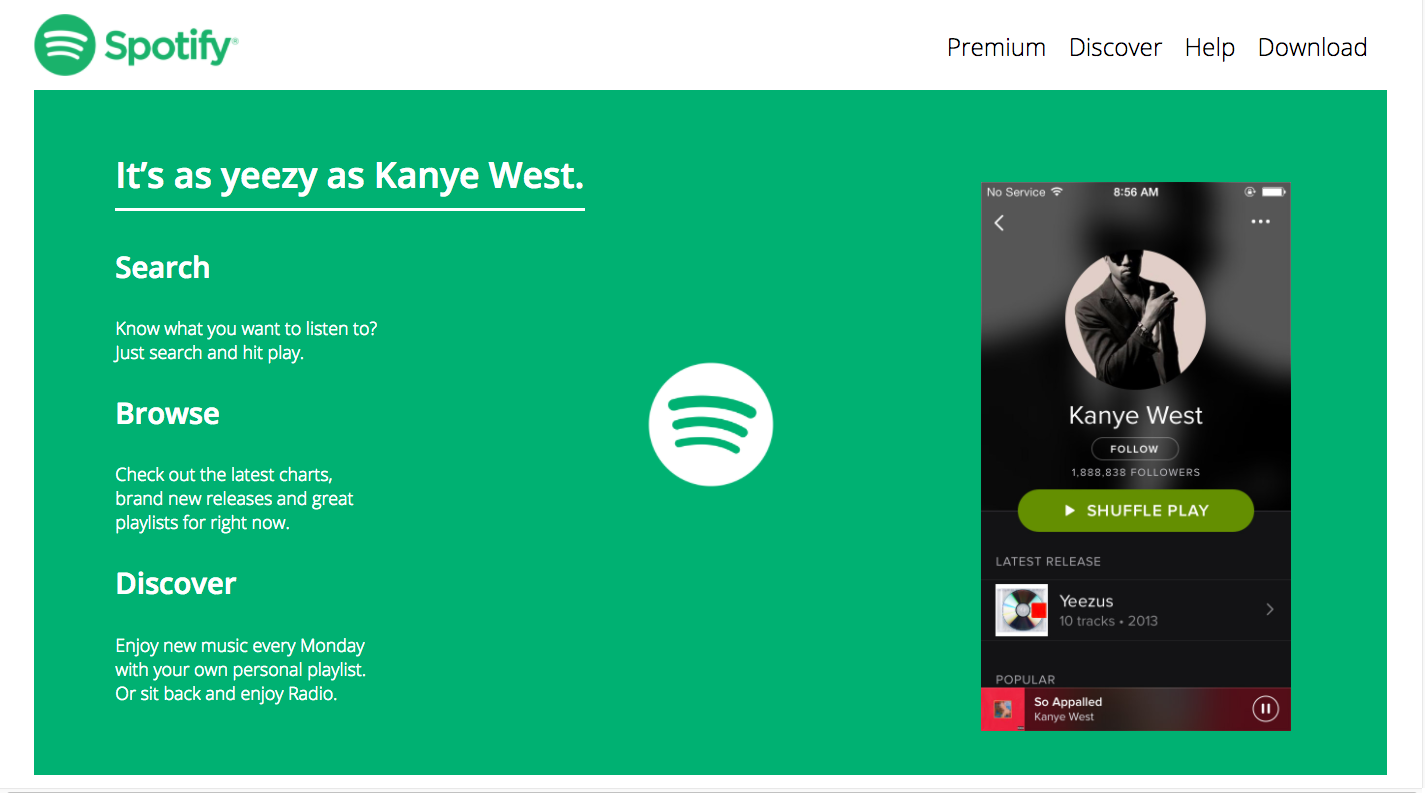 Spotify®
Premium Discover Help Download
It's as yeezy as Kanye West.
Search
Know what you want to listen to?
Just search and hit play.
Browse
Check out the latest charts,
brand new releases and great
playlists for right now.
Discover
Enjoy new music every Monday
with your own personal playlist.
Or sit back and enjoy Radio.
No Service 8:56 AM
Kanye West
FOLLOW
1,888,838 FOLLOWERS
SHUFFLE PLAY
LATEST RELEASE
Yeezus
10 tracks • 2013
POPULAR
So Appalled
Kanye West